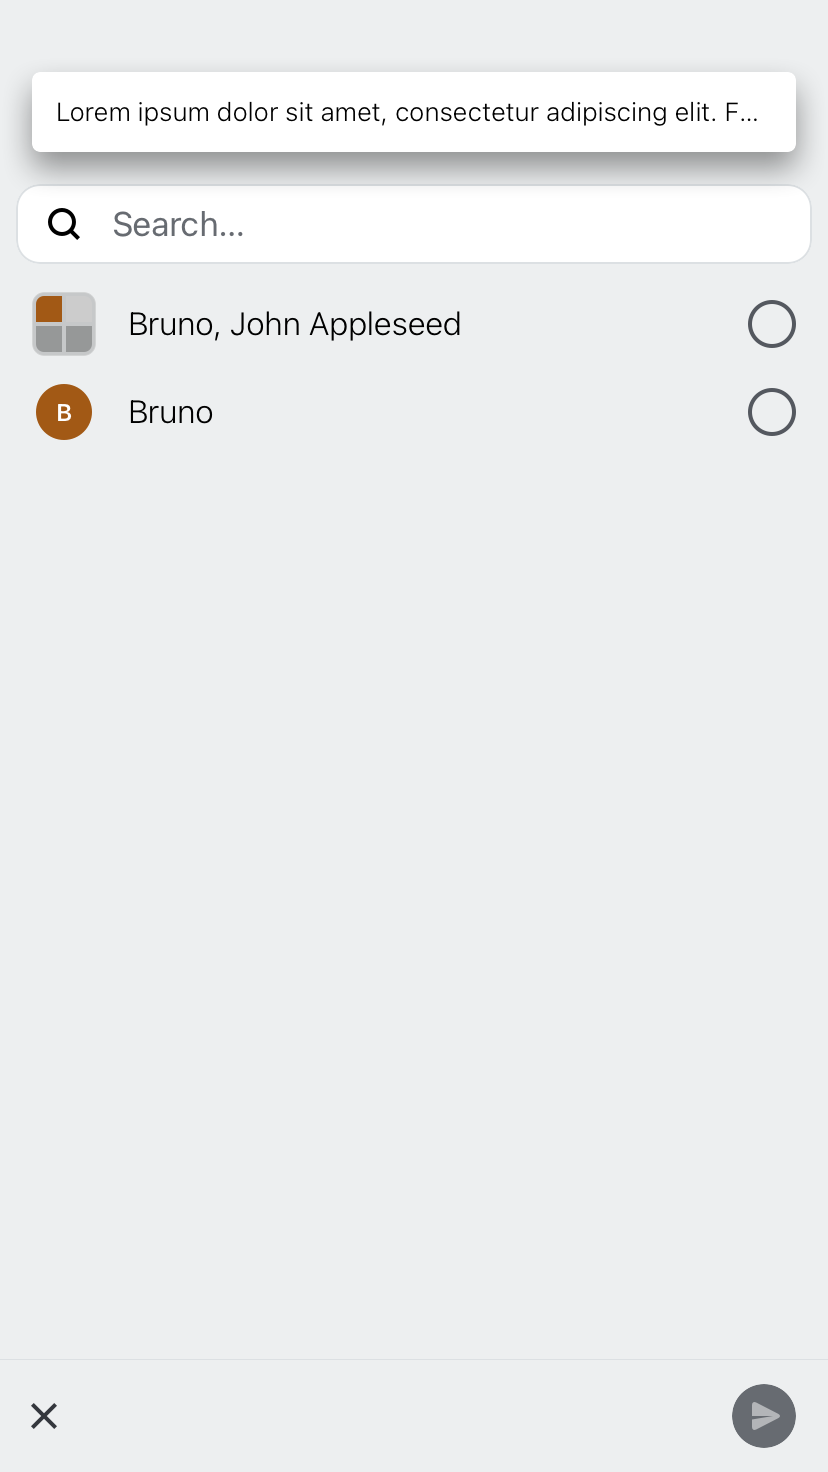 Lorem ipsum dolor sit amet, consectetur adipiscing elit. F...
Search...
Bruno, John Appleseed
B
Bruno